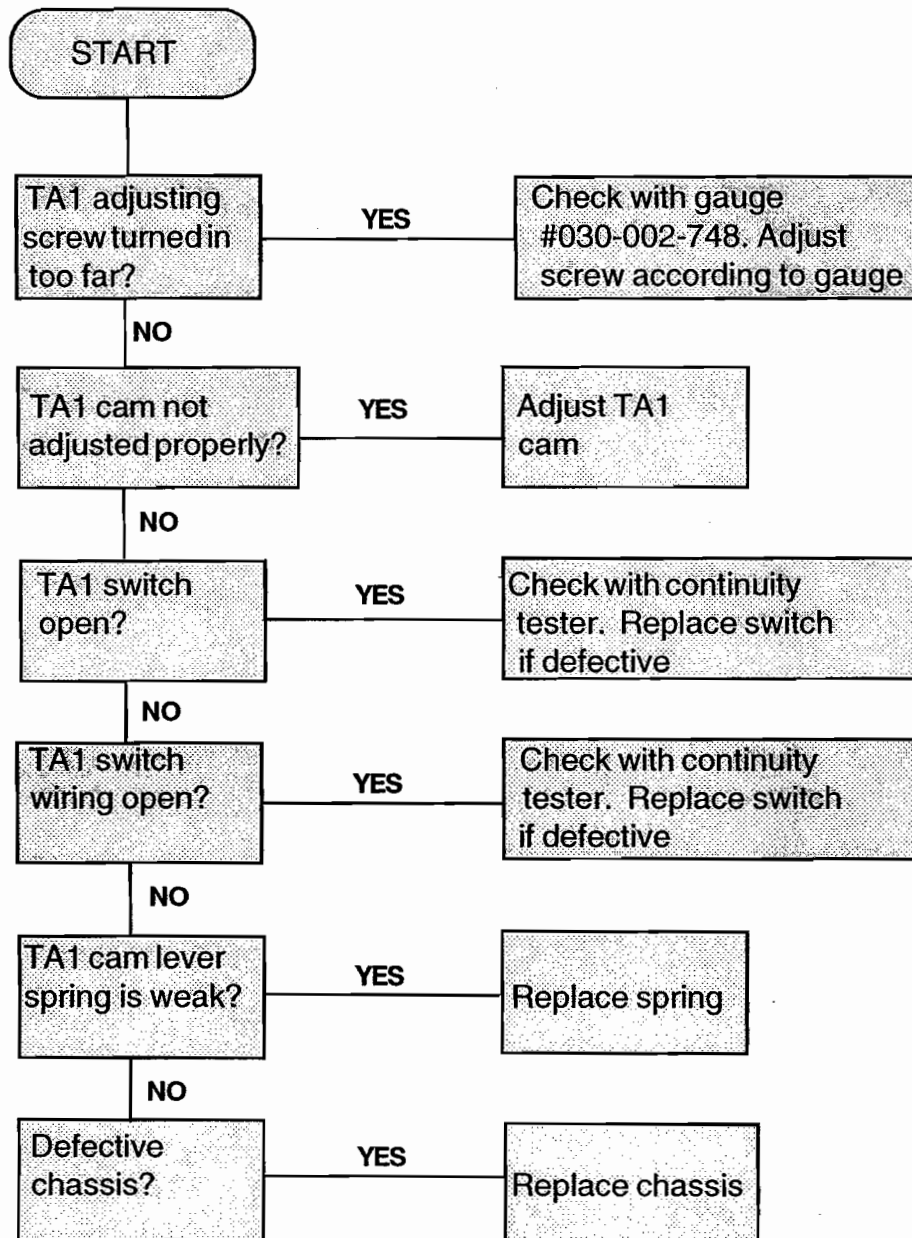 START
TA1 adjusting
screw turned in
too far?
YES
Check with gauge
#030-002-748. Adjust
screw according to gauge
NO
TA1 cam not
adjusted properly?
YES
Adjust TA1
cam
NO
TA1 switch
open?
YES
Check with continuity
tester. Replace switch
if defective
NO
TA1 switch
wiring open?
YES
Check with continuity
tester. Replace switch
if defective
NO
TA1 cam lever
spring is weak?
YES
Replace spring
NO
Defective
chassis?
YES
Replace chassis